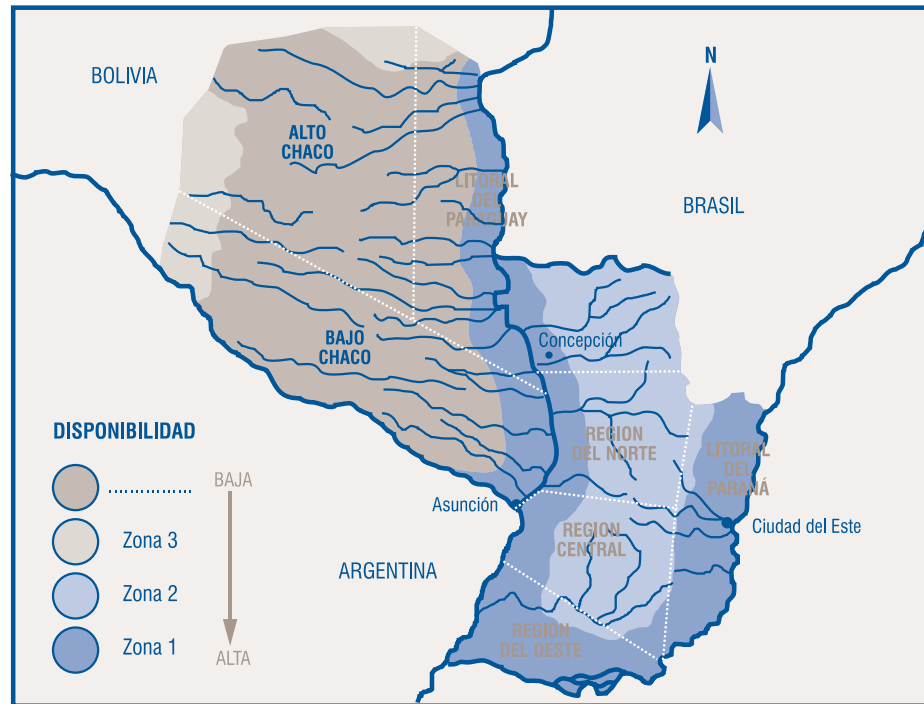 BOLIVIA
N
ALTO
CHACO
LITORAL
DEL
PARAGUAY
BRASIL
BAJO
CHACO
Concepción
DISPONIBILIDAD
BAJA
Zona 3
Zona 2
Zona 1
ALTA
REGION
DEL NORTE
LITORAL
DEL
PARANÁ
Asunción
Ciudad del Este
REGION
CENTRAL
ARGENTINA
REGION
DEL OESTE